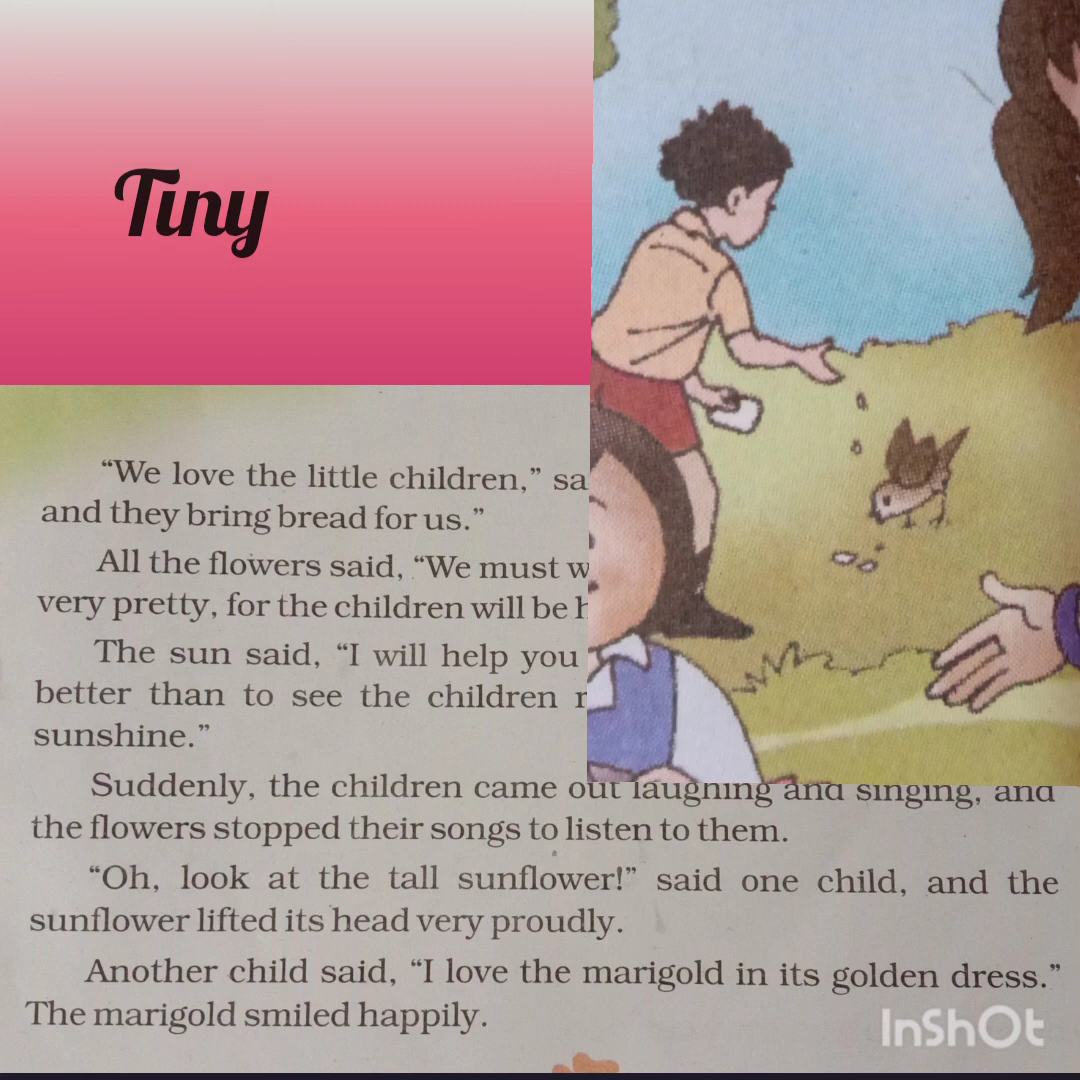 Tiny
“We love the little children,”
and they bring bread for us.”
All the flowers said, “We must
very pretty, for the children will be
The sun said, “I will help you
better than to see the children
sunshine.”
Suddenly, the children came out laughing and singing, and
the flowers stopped their songs to listen to them.
“Oh, look at the tall sunflower!” said one child, and the
sunflower lifted its head very proudly.
Another child said, “I love the marigold in its golden dress.”
The marigold smiled happily.
InShOt